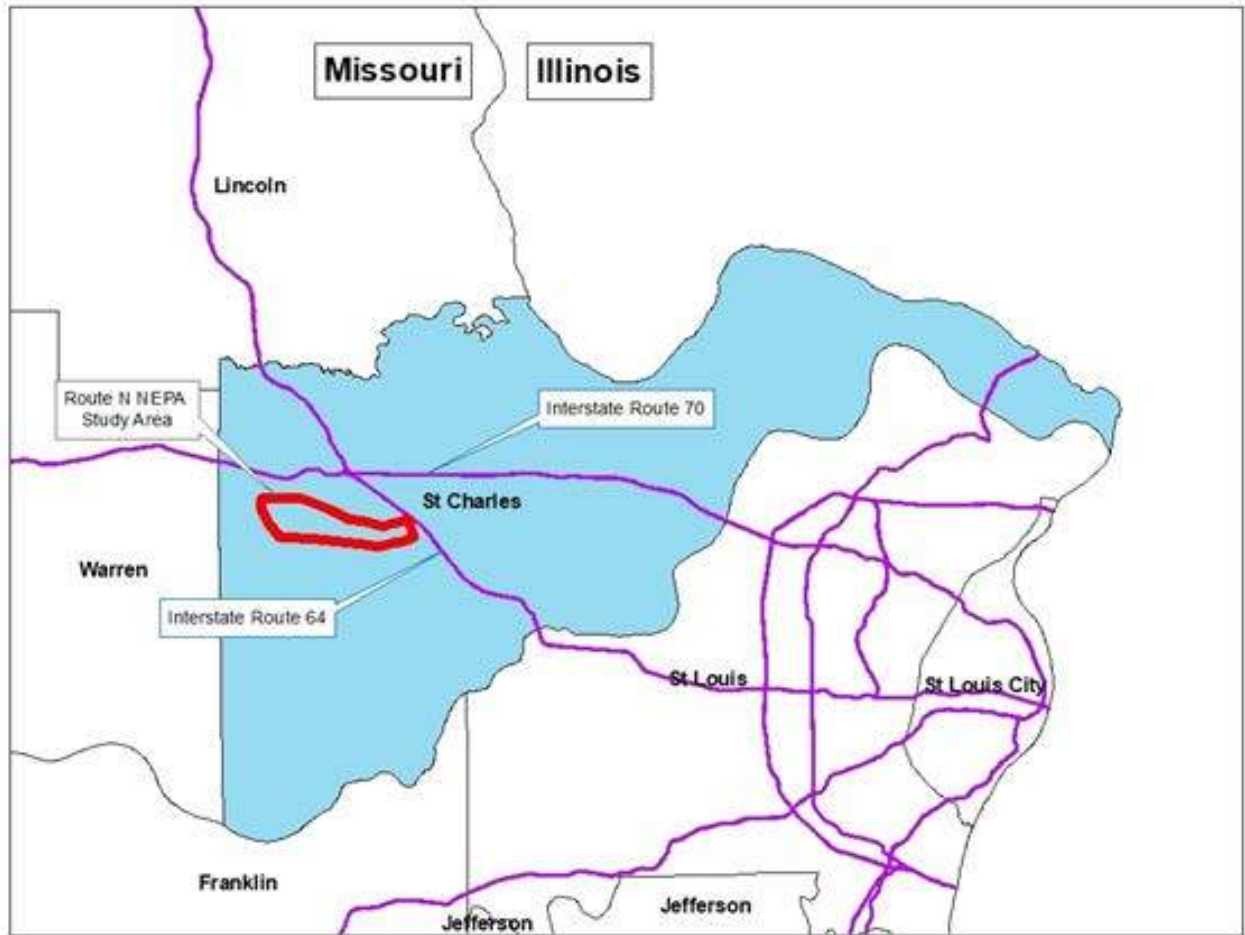 Missouri
Illinois
Lincoln
Route N NEPA
Study Area
Interstate Route 70
St Charles
Warren
Interstate Route 64
St Louis
St Louis City
Franklin
Jefferson
Jefferson